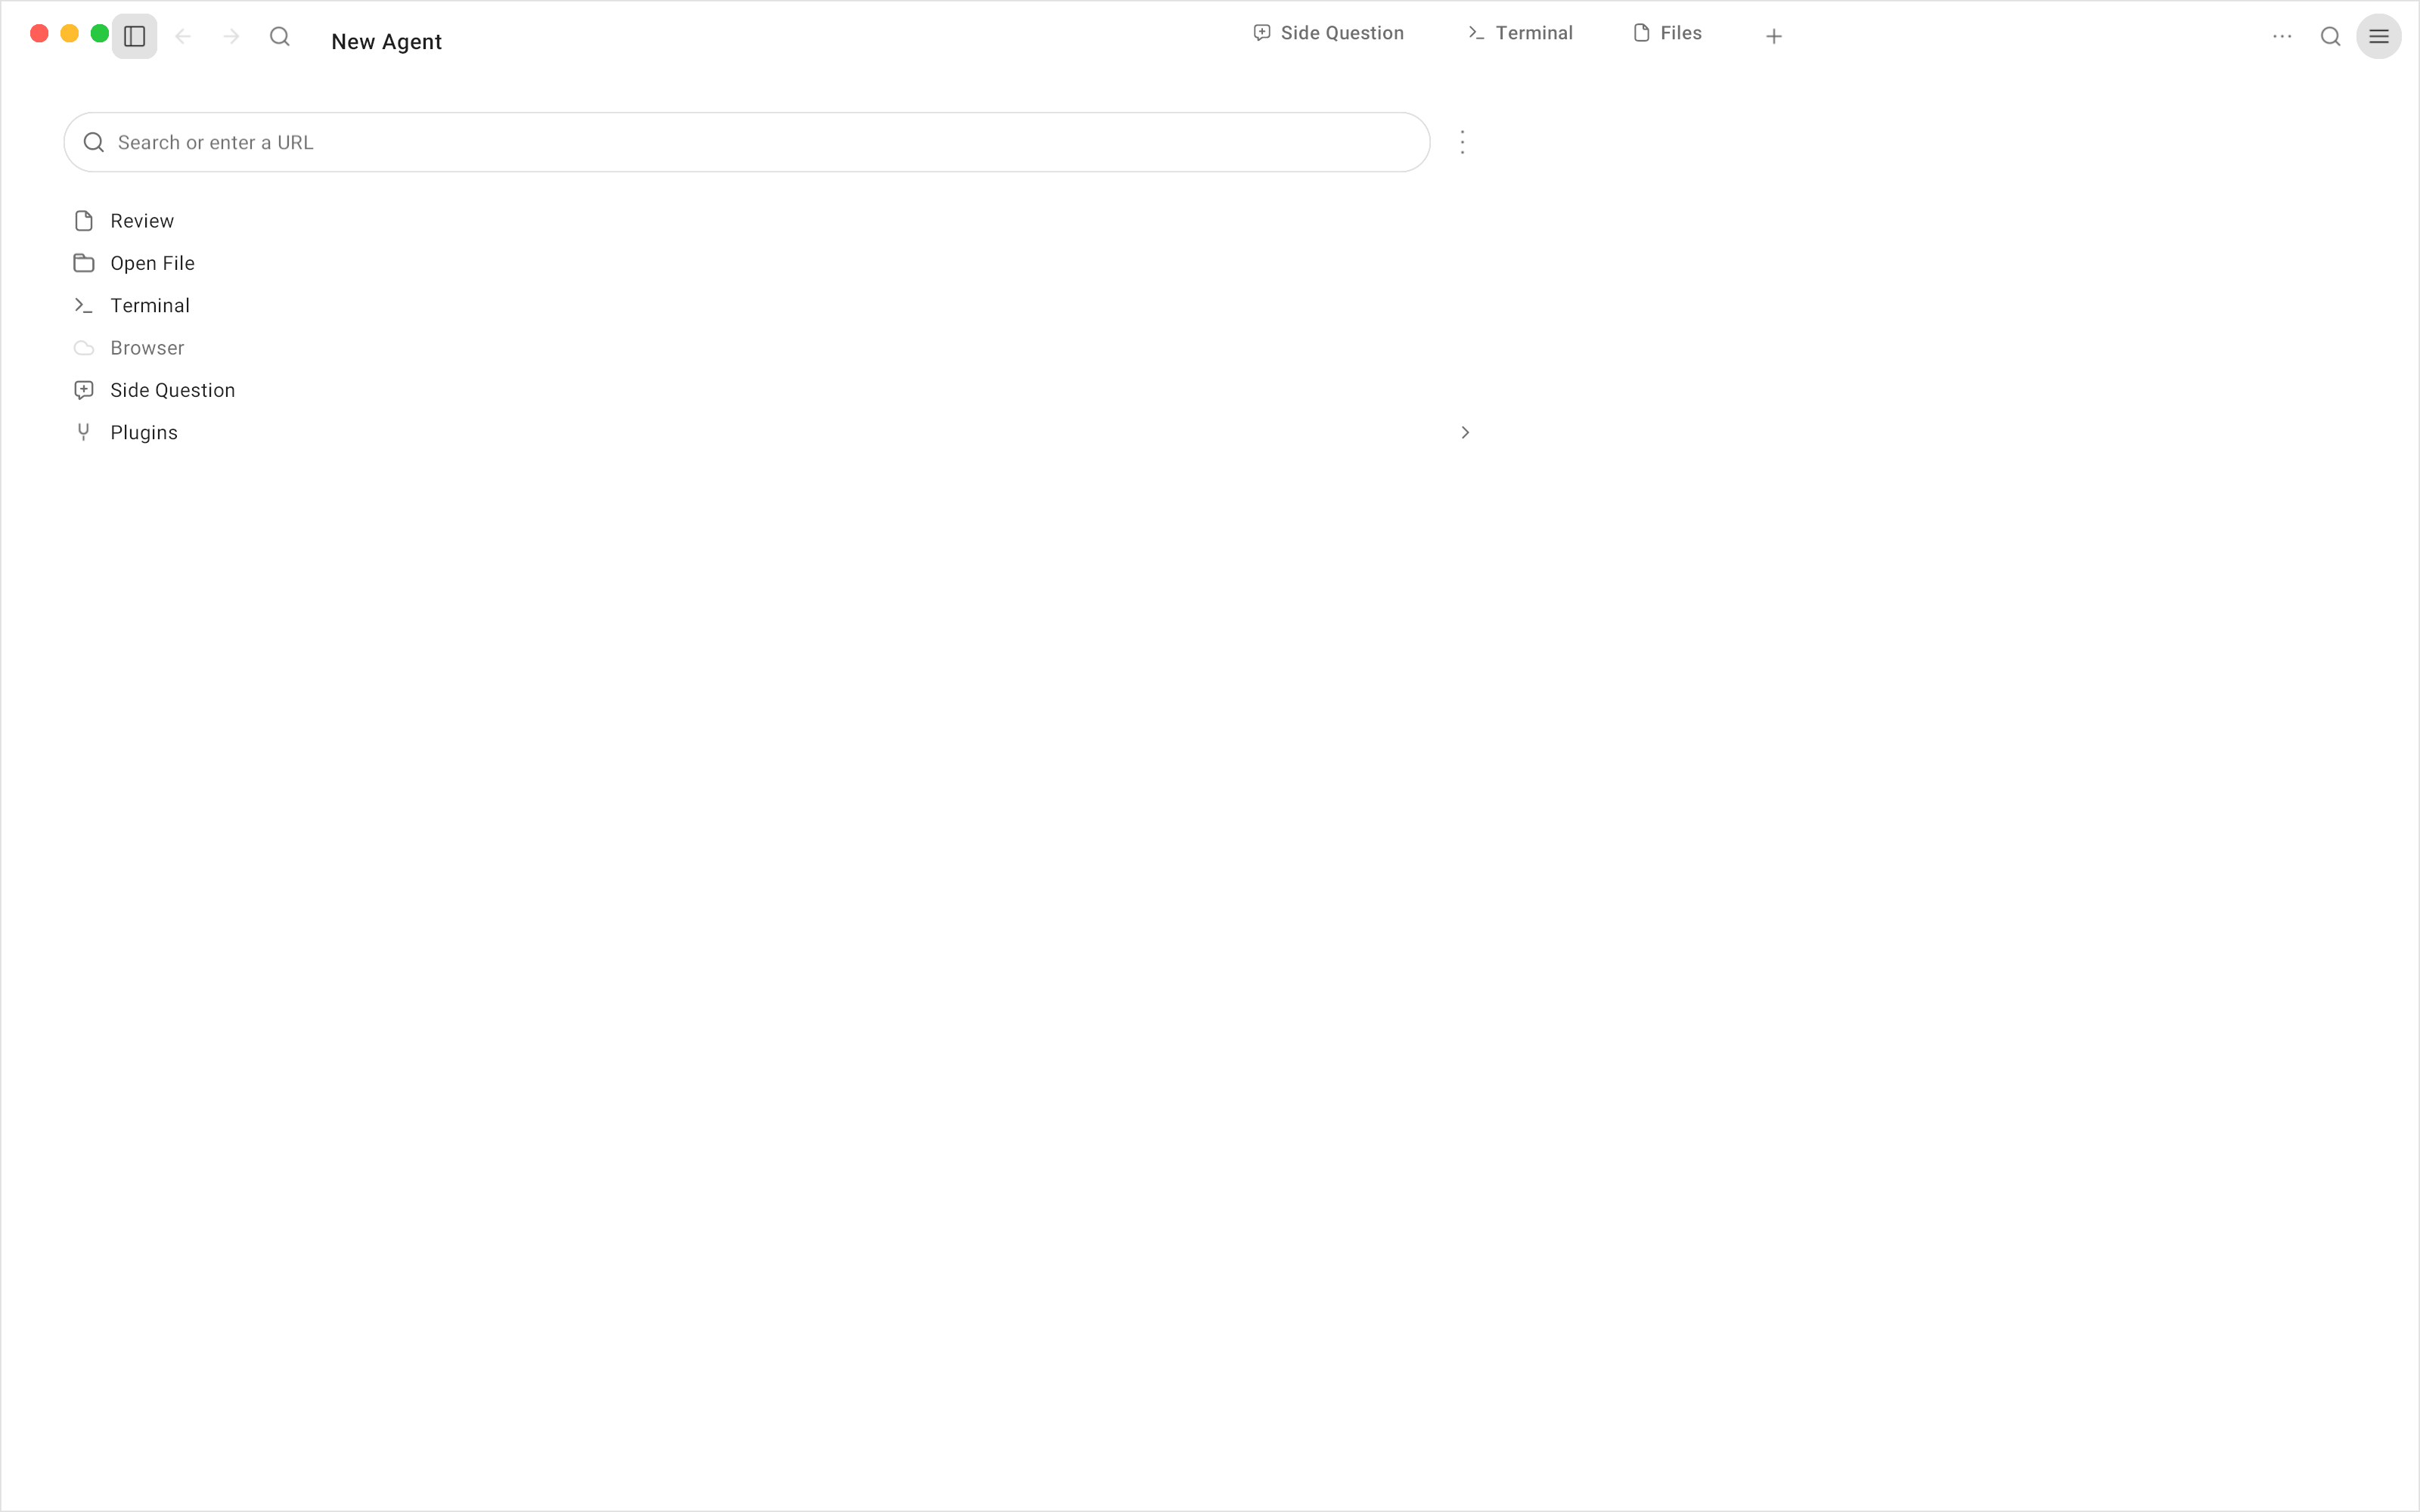 New Agent
Side Question
Terminal
Files
Search or enter a URL
Review
Open File
Terminal
Browser
Side Question
Plugins